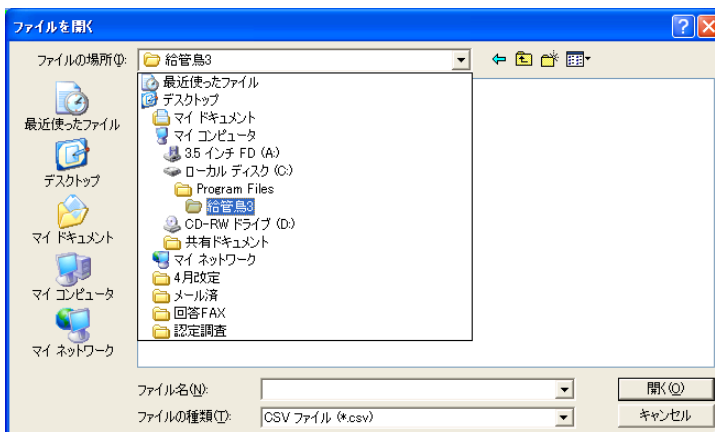 ファイルを開く
ファイルの場所(I):
給管鳥3
最近使ったファイル
デスクトップ
マイ ドキュメント
マイ コンピュータ
3.5 インチ FD (A:)
ローカル ディスク (C:)
Program Files
給管鳥3
CD-RW ドライブ (D:)
共有ドキュメント
マイ ネットワーク
4月改定
メール済
回答FAX
認定調査
最近使ったファイル
デスクトップ
マイ ドキュメント
マイ コンピュータ
マイ ネットワーク
ファイル名(N):
開く(O)
ファイルの種類(T):
CSV ファイル (*.csv)
キャンセル